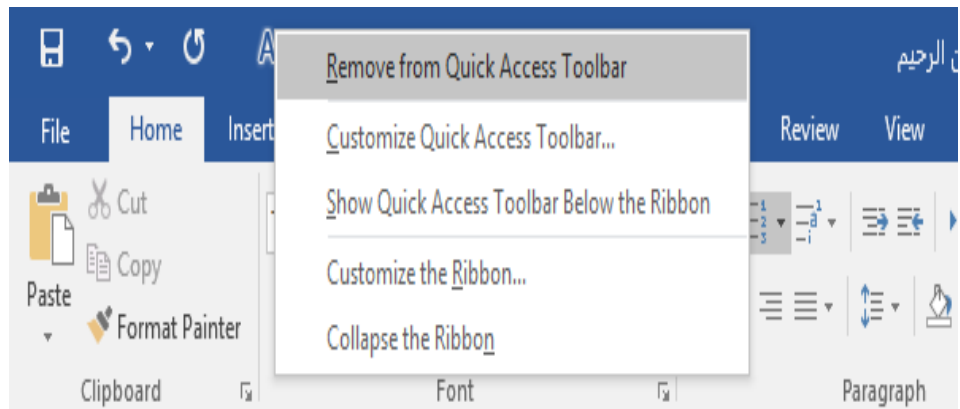 A
Remove from Quick Access Toolbar
ن الرحيم
File Home Insert Review View
Customize Quick Access Toolbar...
Show Quick Access Toolbar Below the Ribbon
Cut
Copy
Paste
Format Painter
Customize the Ribbon...
Collapse the Ribbon
Clipboard Font Paragraph